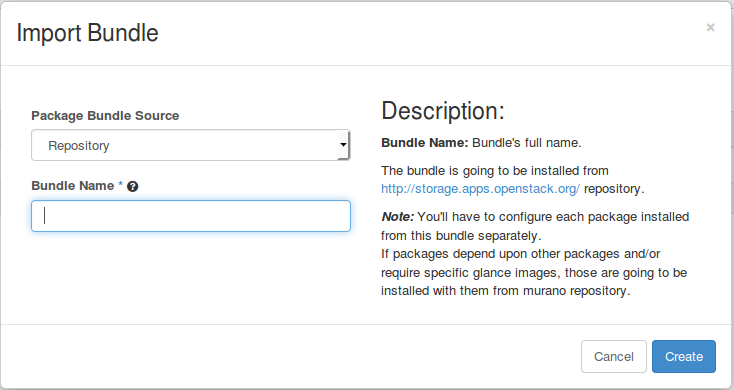 Import Bundle
×
Package Bundle Source
Repository
Bundle Name * ?
Description:
Bundle Name: Bundle's full name.
The bundle is going to be installed from
http://storage.apps.openstack.org/ repository.
Note: You'll have to configure each package installed
from this bundle separately.
If packages depend upon other packages and/or
require specific glance images, those are going to be
installed with them from murano repository.
Cancel
Create